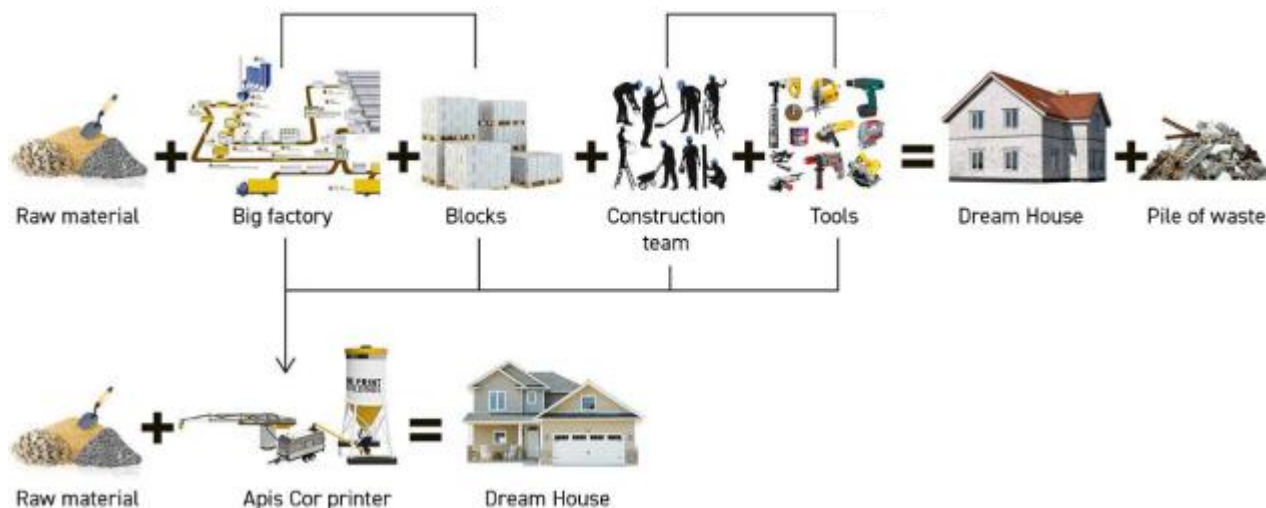 Raw material
Big factory
Blocks
Construction
team
Tools
Dream House
Pile of waste
PRINT
Raw material
Apis Cor printer
Dream House